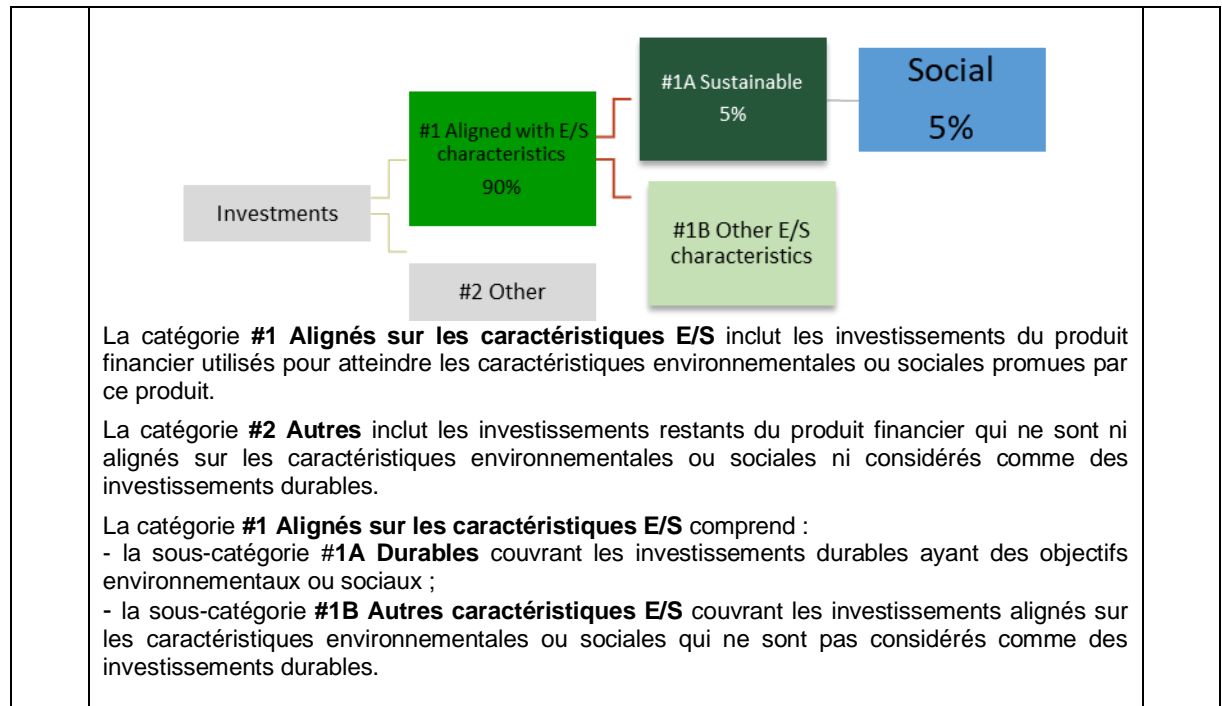 Investments
#1 Aligned with E/S
characteristics
90%
#2 Other
#1A Sustainable
5%
#1B Other E/S
characteristics
Social
5%
La catégorie #1 Alignés sur les caractéristiques E/S inclut les investissements du produit
financier utilisés pour atteindre les caractéristiques environnementales ou sociales promues par
ce produit.
La catégorie #2 Autres inclut les investissements restants du produit financier qui ne sont ni
alignés sur les caractéristiques environnementales ou sociales ni considérés comme des
investissements durables.
La catégorie #1 Alignés sur les caractéristiques E/S comprend :
- la sous-catégorie #1A Durables couvrant les investissements durables ayant des objectifs
environnementaux ou sociaux ;
- la sous-catégorie #1B Autres caractéristiques E/S couvrant les investissements alignés sur
les caractéristiques environnementales ou sociales qui ne sont pas considérés comme des
investissements durables.